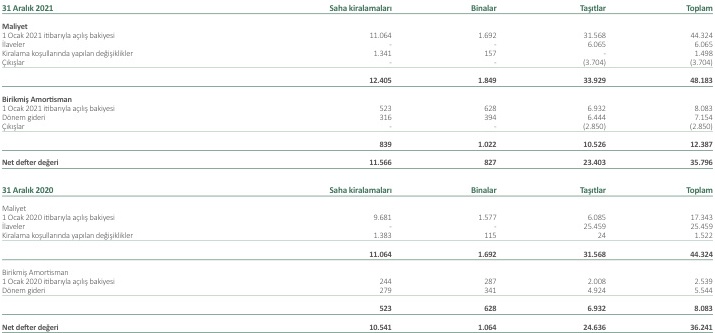 31 Aralık 2021 Saha kiralamaları Binalar Taşıtlar Toplam
Maliyet
1 Ocak 2021 itibarıyla açılış bakiyesi 11.064 1.692 31.568 44.324
İlaveler - - 6.065 6.065
Kiralama koşullarında yapılan değişiklikler 1.341 157 - 1.498
Çıkışlar - - (3.704) (3.704)
12.405 1.849 33.929 48.183
Birikmiş Amortisman
1 Ocak 2021 itibarıyla açılış bakiyesi 523 628 6.932 8.083
Dönem gideri 316 394 6.444 7.154
Çıkışlar - - (2.850) (2.850)
839 1.022 10.526 12.387
Net defter değeri 11.566 827 23.403 35.796
31 Aralık 2020 Saha kiralamaları Binalar Taşıtlar Toplam
Maliyet
1 Ocak 2020 itibarıyla açılış bakiyesi 9.681 1.577 6.085 17.343
İlaveler - - 25.459 25.459
Kiralama koşullarında yapılan değişiklikler 1.383 115 24 1.522
11.064 1.692 31.568 44.324
Birikmiş Amortisman
1 Ocak 2020 itibarıyla açılış bakiyesi 244 287 2.008 2.539
Dönem gideri 279 341 4.924 5.544
523 628 6.932 8.083
Net defter değeri 10.541 1.064 24.636 36.241